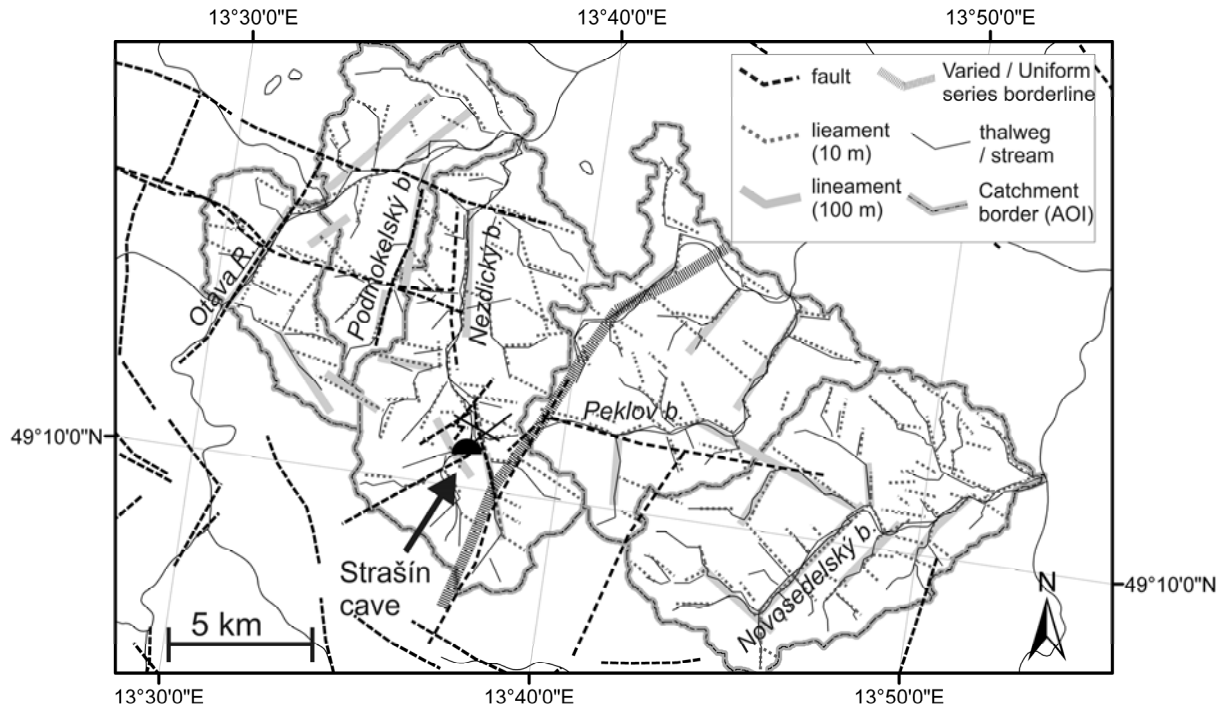 13°30'0"E
13°40'0"E
13°50'0"E
fault
Varied / Uniform
series borderline
lieament
(10 m)
thalweg
/ stream
lineament
(100 m)
Catchment
border (AOI)
Otava R.
Podmokelský b.
Nezdický b.
Peklov b.
49°10'0"N
Strašín
cave
Novosedelský b.
N
49°10'0"N
5 km
13°30'0"E
13°40'0"E
13°50'0"E